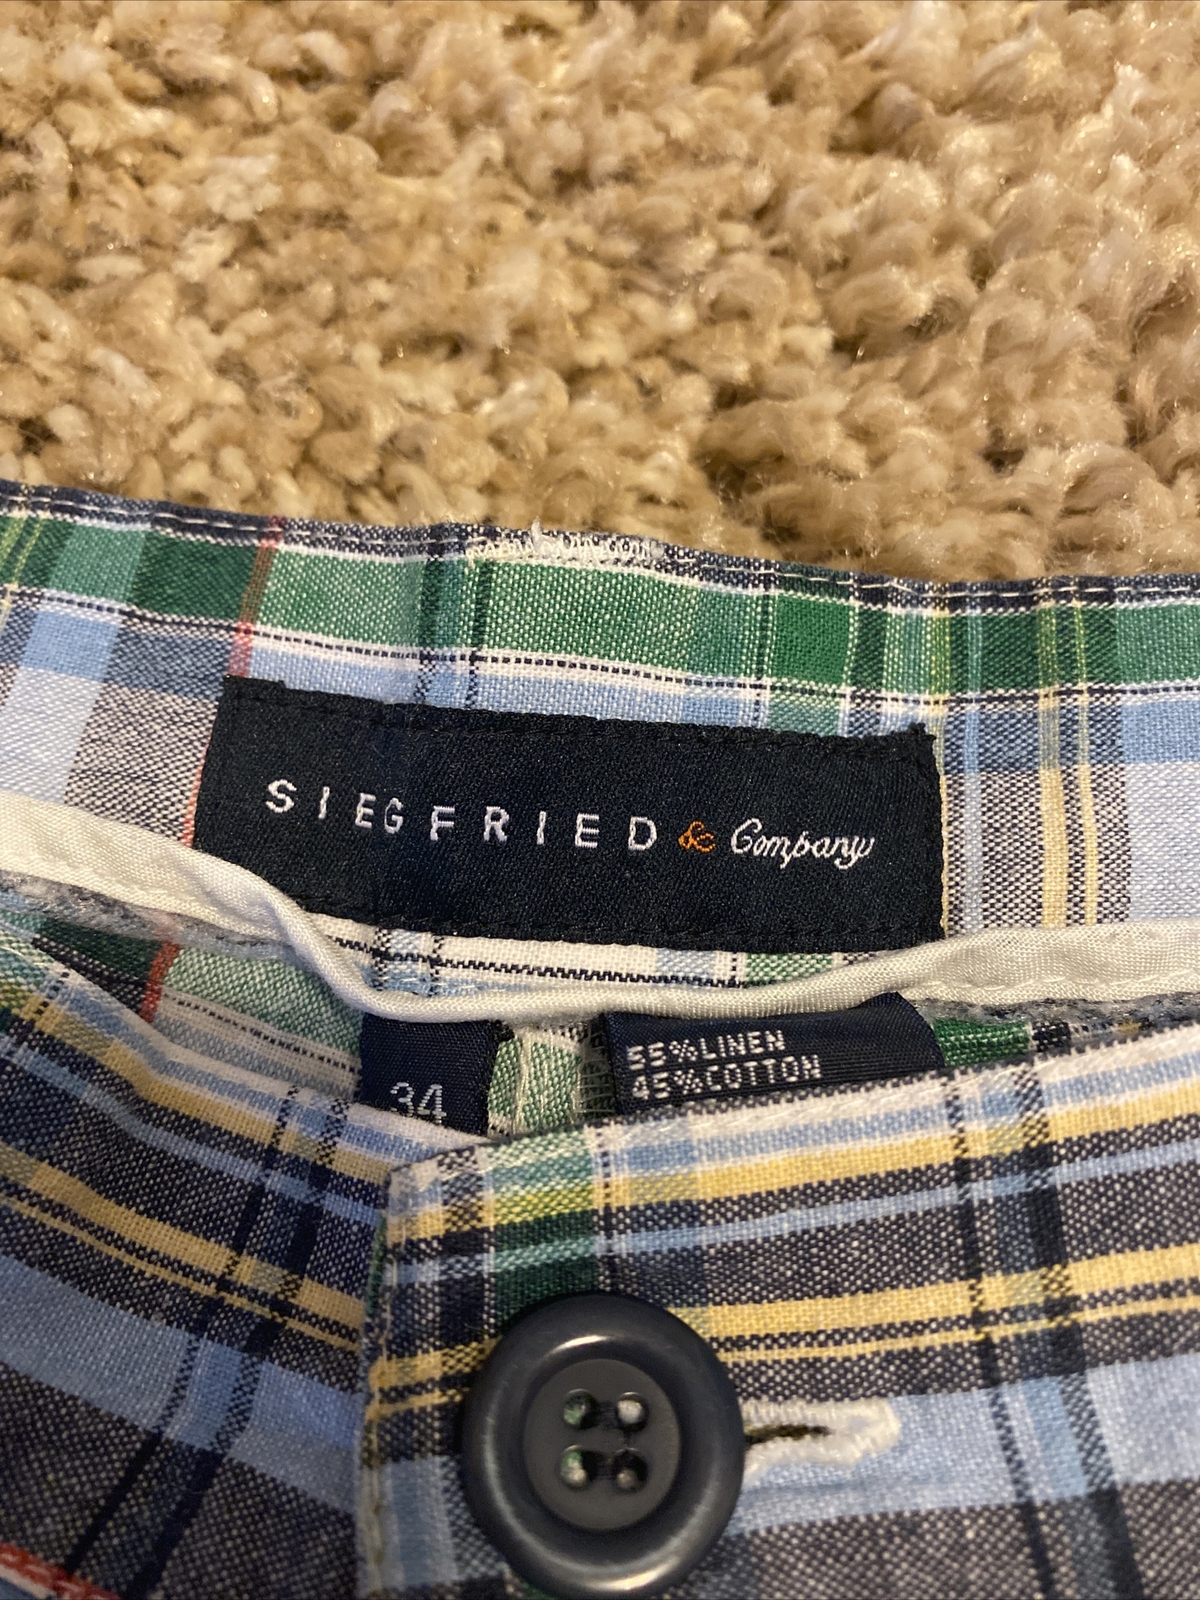 SIEGFRIED & Company
34
55%LINEN
45%COTTON